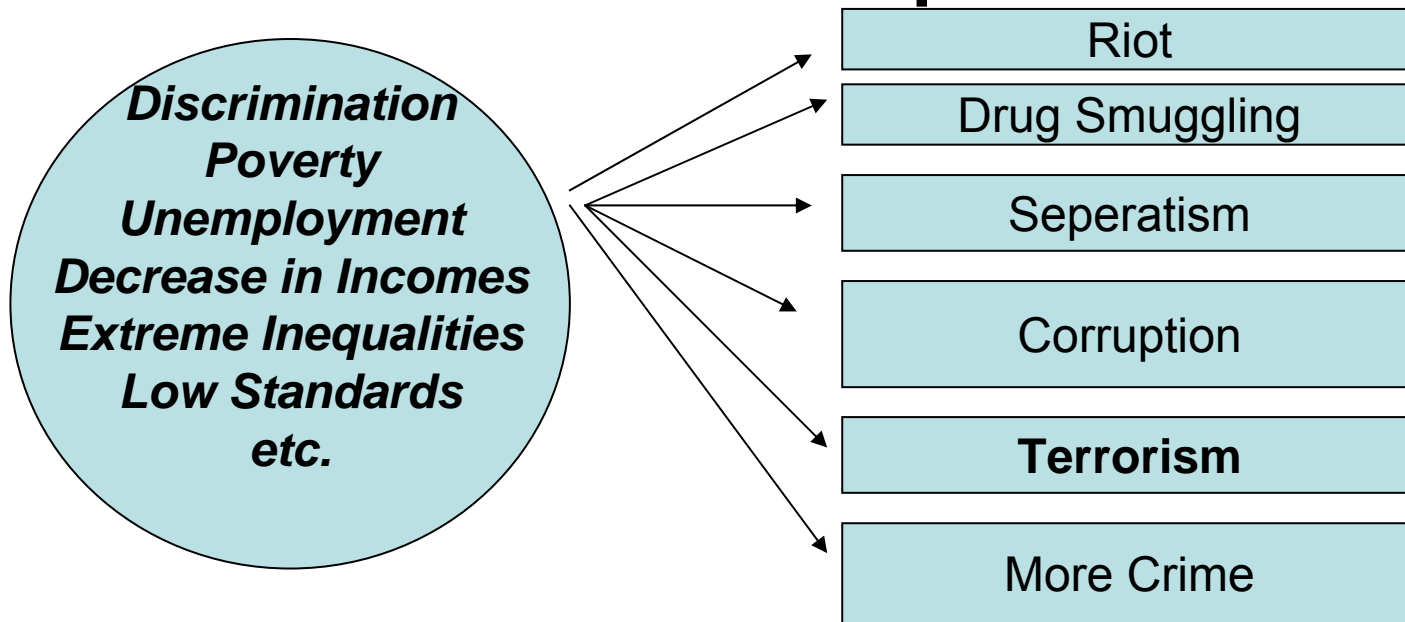 Discrimination
Poverty
Unemployment
Decrease in Incomes
Extreme Inequalities
Low Standards
etc.
Riot
Drug Smuggling
Seperatism
Corruption
Terrorism
More Crime